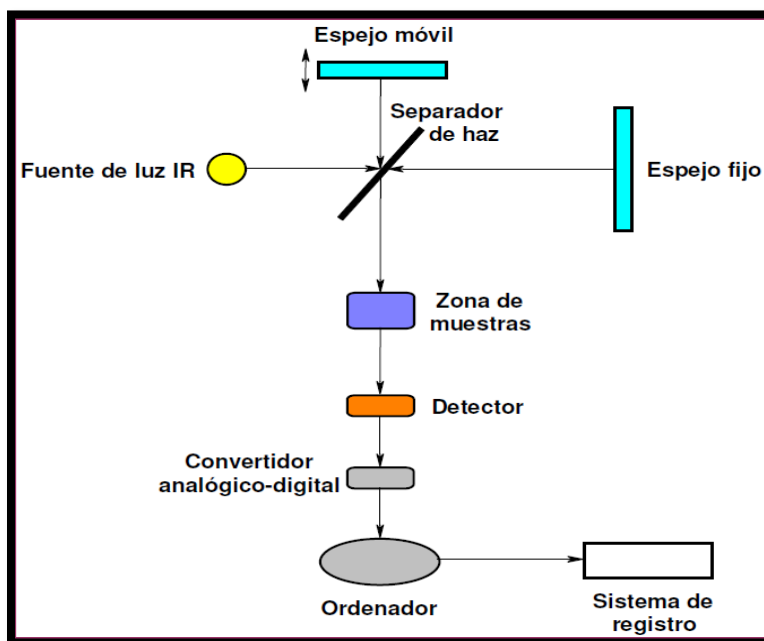 Espejo móvil
Separador
de haz
Fuente de luz IR
Espejo fijo
Zona de
muestras
Detector
Convertidor
analógico-digital
Ordenador
Sistema de
registro